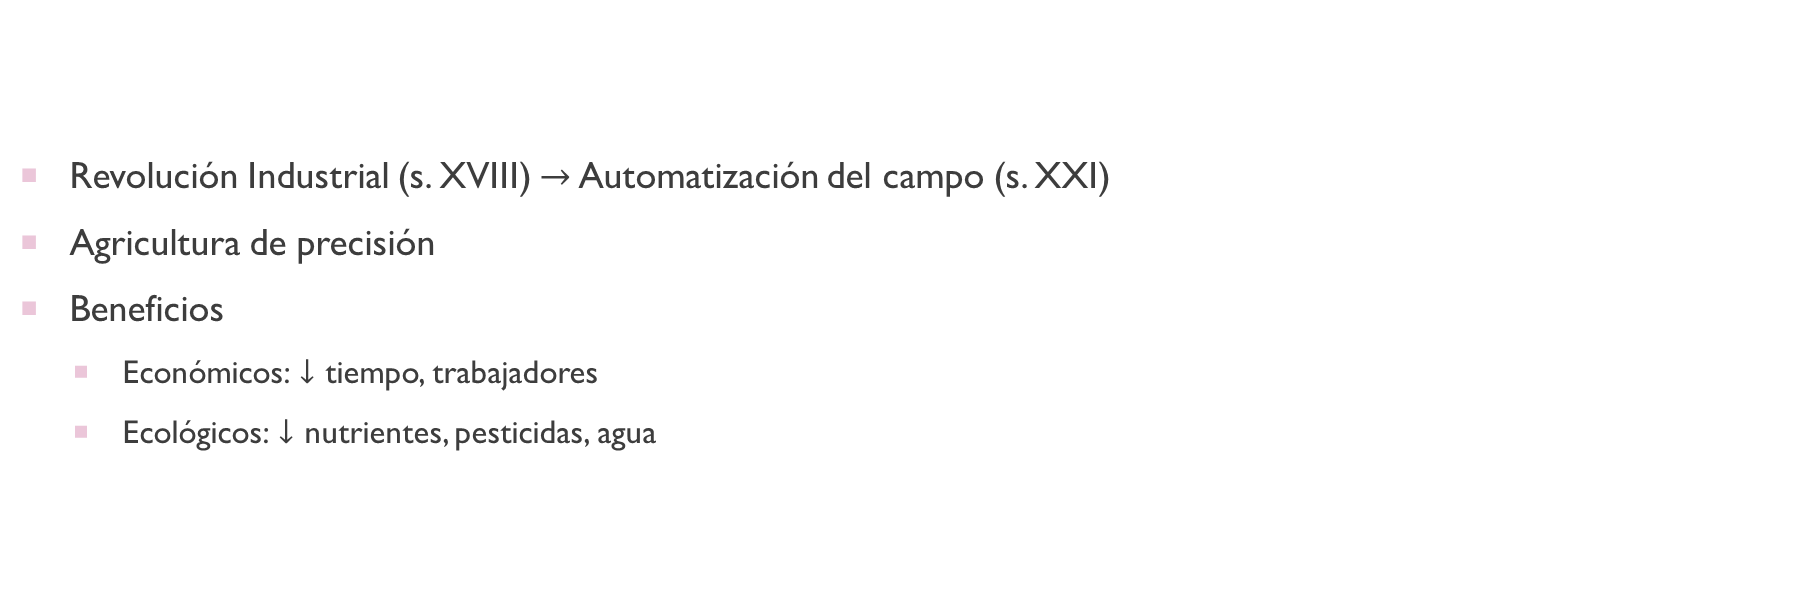 Revolución Industrial (s. XVIII) → Automatización del campo (s. XXI)
Agricultura de precisión
Beneficios
Económicos: ↓ tiempo, trabajadores
Ecológicos: ↓ nutrientes, pesticidas, agua